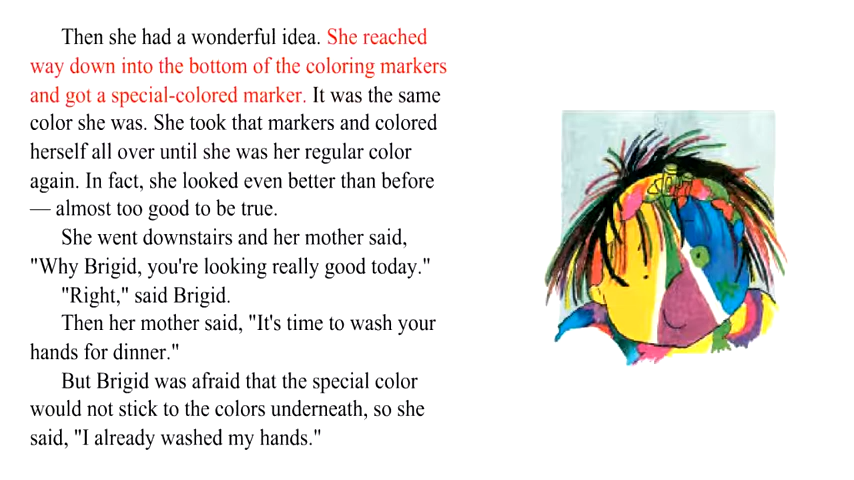 Then she had a wonderful idea. She reached
way down into the bottom of the coloring markers
and got a special-colored marker. It was the same
color she was. She took that markers and colored
herself all over until she was her regular color
again. In fact, she looked even better than before
— almost too good to be true.
She went downstairs and her mother said,
"Why Brigid, you're looking really good today."
"Right," said Brigid.
Then her mother said, "It's time to wash your
hands for dinner."
But Brigid was afraid that the special color
would not stick to the colors underneath, so she
said, "I already washed my hands."